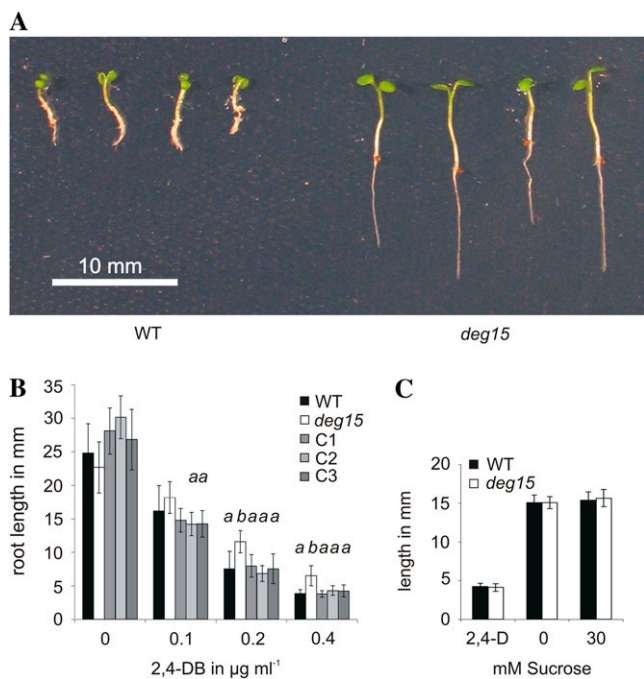 A
10 mm
WT deg15
B
35
30
25
20
15
10
5
0
root length in mm
WT
deg15
C1
C2
C3
aa
a baaa
a baaa
0 0.1 0.2 0.4
2,4-DB in µg ml-1
C
20
15
10
5
0
length in mm
WT
deg15
2,4-D 0 30
mM Sucrose